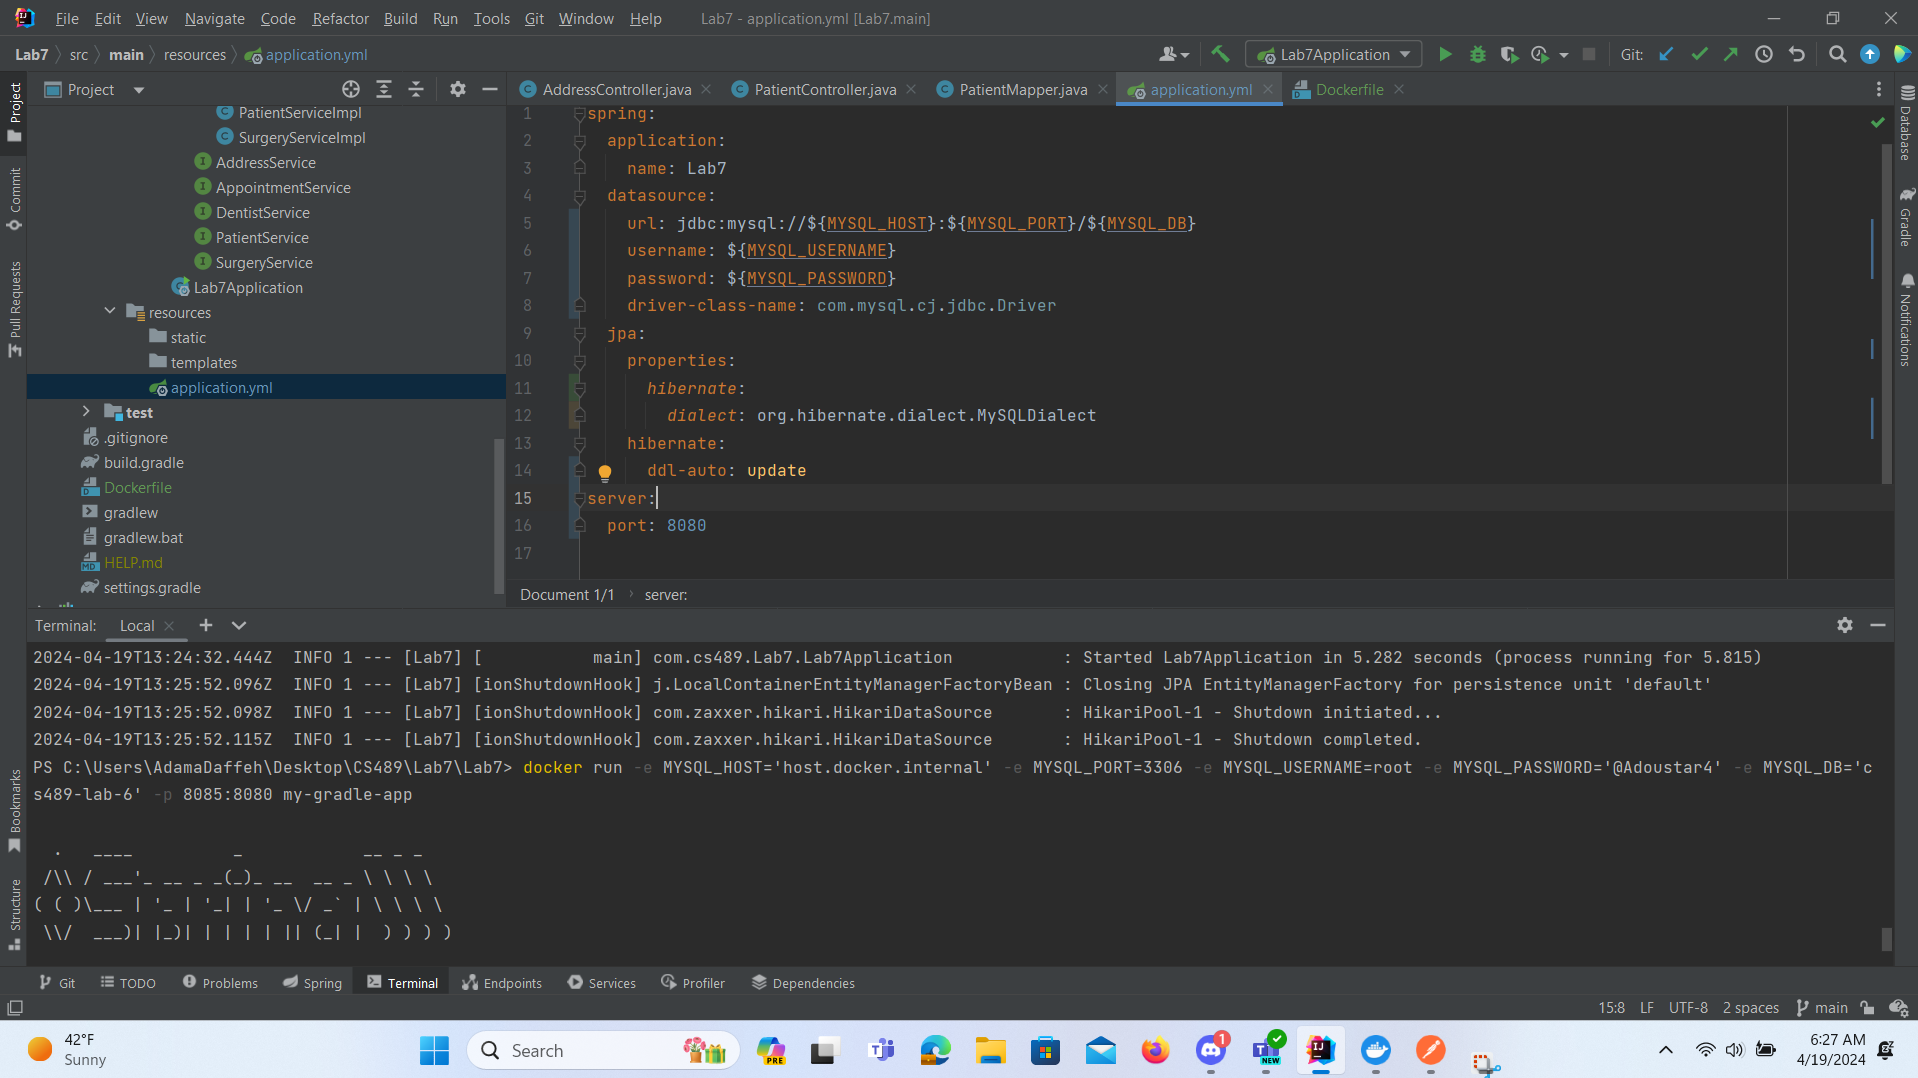 File Edit View Navigate Code Refactor Build Run Tools Git Window Help Lab7 - application.yml [Lab7.main]
Lab7 src main resources application.yml Lab7Application Git:
Project AddressController.java PatientController.java PatientMapper.java application.yml Dockerfile
Project
Commit
Pull Requests
Bookmarks
Structure
PatientServiceImpl
SurgeryServiceImpl
AddressService
AppointmentService
DentistService
PatientService
SurgeryService
Lab7Application
resources
static
templates
application.yml
test
.gitignore
build.gradle
Dockerfile
gradlew
gradlew.bat
HELP.md
settings.gradle
1 spring:
2 application:
3 name: Lab7
4 datasource:
5 url: jdbc:mysql://${MYSQL_HOST}:${MYSQL_PORT}/${MYSQL_DB}
6 username: ${MYSQL_USERNAME}
7 password: ${MYSQL_PASSWORD}
8 driver-class-name: com.mysql.cj.jdbc.Driver
9 jpa:
10 properties:
11 hibernate:
12 dialect: org.hibernate.dialect.MySQLDialect
13 hibernate:
14 ddl-auto: update
15 server:
16 port: 8080
17
Document 1/1 server:
Database
Gradle
Notifications
Terminal: Local
2024-04-19T13:24:32.444Z INFO 1 --- [Lab7] [ main] com.cs489.Lab7.Lab7Application : Started Lab7Application in 5.282 seconds (process running for 5.815)
2024-04-19T13:25:52.096Z INFO 1 --- [Lab7] [ionShutdownHook] j.LocalContainerEntityManagerFactoryBean : Closing JPA EntityManagerFactory for persistence unit 'default'
2024-04-19T13:25:52.098Z INFO 1 --- [Lab7] [ionShutdownHook] com.zaxxer.hikari.HikariDataSource : HikariPool-1 - Shutdown initiated...
2024-04-19T13:25:52.115Z INFO 1 --- [Lab7] [ionShutdownHook] com.zaxxer.hikari.HikariDataSource : HikariPool-1 - Shutdown completed.
PS C:\Users\AdamaDaffeh\Desktop\CS489\Lab7\Lab7> docker run -e MYSQL_HOST='host.docker.internal' -e MYSQL_PORT=3306 -e MYSQL_USERNAME=root -e MYSQL_PASSWORD='@Adoustar4' -e MYSQL_DB='c
s489-lab-6' -p 8085:8080 my-gradle-app
  .   ____          _            __ _ _
 /\\ / ___'_ __ _ _(_)_ __  __ _ \ \ \ \
( ( )\___ | '_ | '_| | '_ \/ _` | \ \ \ \
 \\/  ___)| |_)| | | | | || (_| |  ) ) ) )
Git TODO Problems Spring Terminal Endpoints Services Profiler Dependencies
15:8 LF UTF-8 2 spaces main
42°F
Sunny
Search
PRE
NEW
1
6:27 AM
4/19/2024